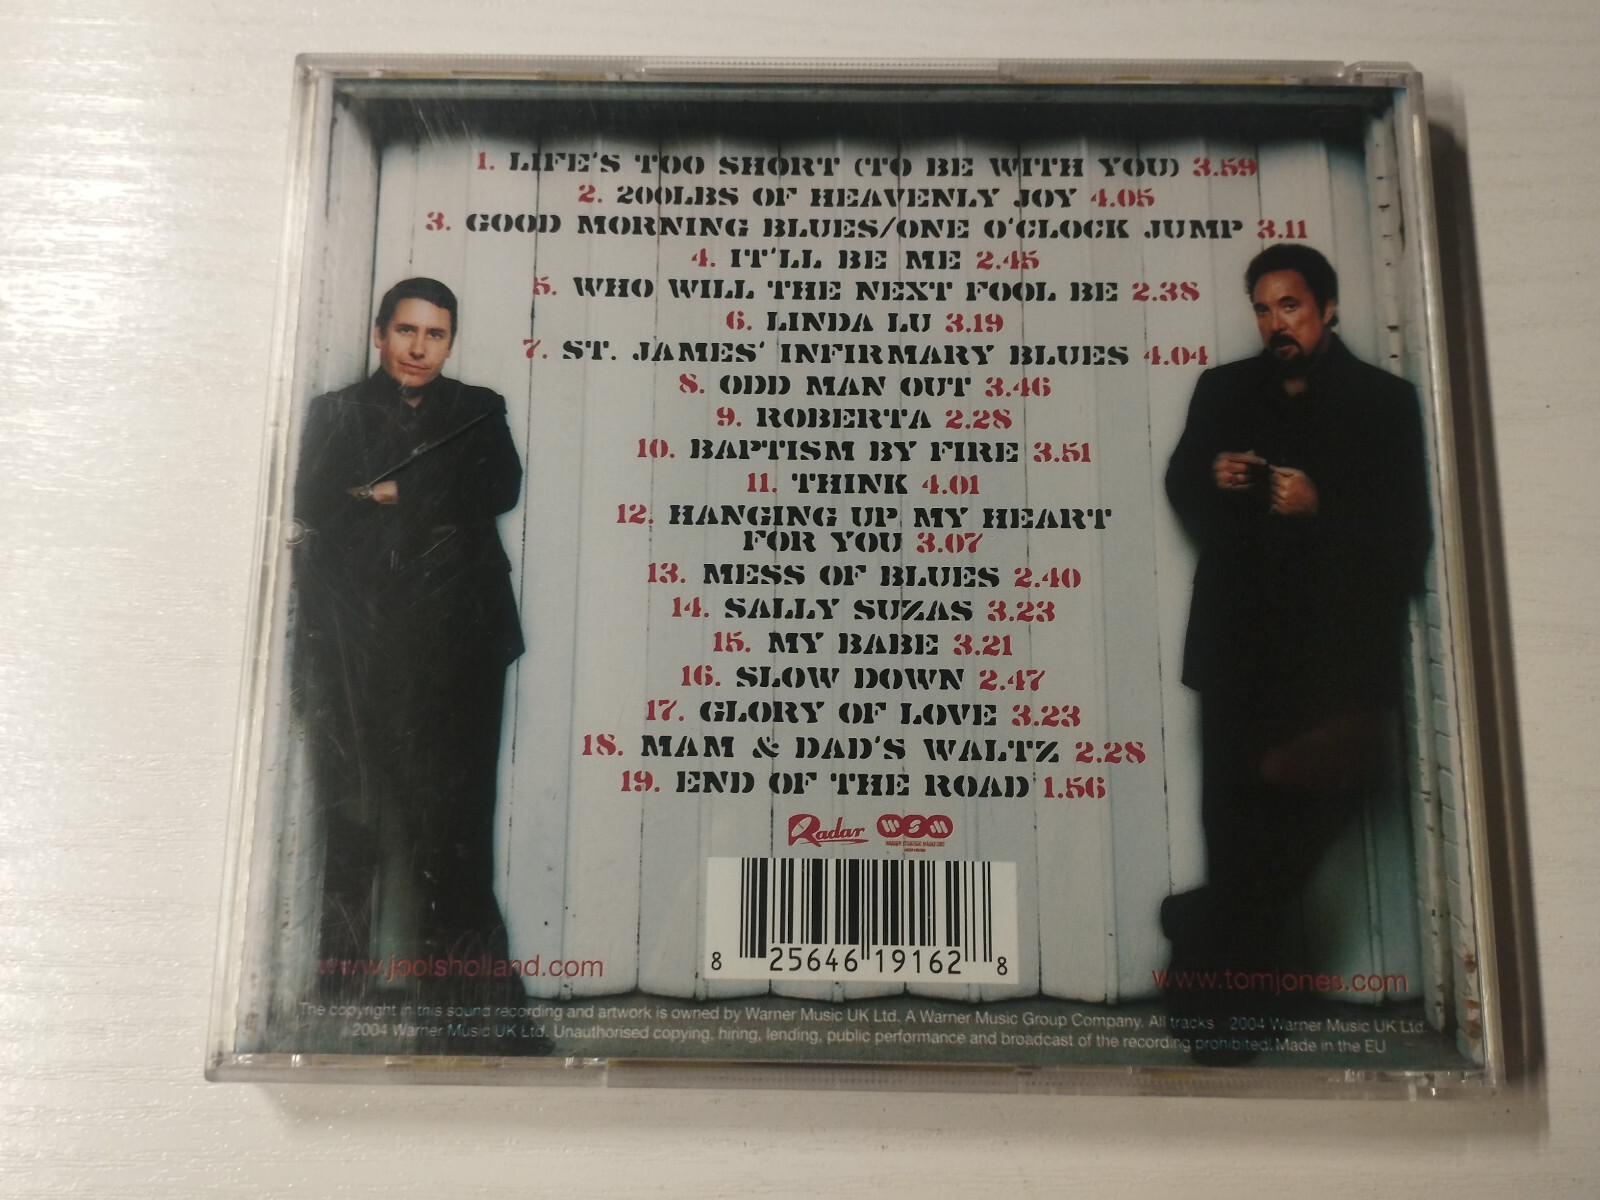 1. LIFE'S TOO SHORT (TO BE WITH YOU) 3.59
2. 200LBS OF HEAVENLY JOY 4.05
3. GOOD MORNING BLUES/ONE O'CLOCK JUMP 3.11
4. IT'LL BE ME 2.45
5. WHO WILL THE NEXT FOOL BE 2.38
6. LINDA LU 3.19
7. ST. JAMES' INFIRMARY BLUES 4.04
8. ODD MAN OUT 3.46
9. ROBERTA 2.28
10. BAPTISM BY FIRE 3.51
11. THINK 4.01
12. HANGING UP MY HEART
FOR YOU 3.07
13. MESS OF BLUES 2.40
14. SALLY SUZAS 3.23
15. MY BABE 3.21
16. SLOW DOWN 2.47
17. GLORY OF LOVE 3.23
18. MAM & DAD'S WALTZ 2.28
19. END OF THE ROAD 1.56
Radar WSM
8 25646 19162 8
www.joolsholland.com
www.tomjones.com
The copyright in this sound recording and artwork is owned by Warner Music UK Ltd. A Warner Music Group Company. All tracks 2004 Warner Music UK Ltd.
2004 Warner Music UK Ltd. Unauthorised copying, hiring, lending, public performance and broadcast of the recording prohibited. Made in the EU